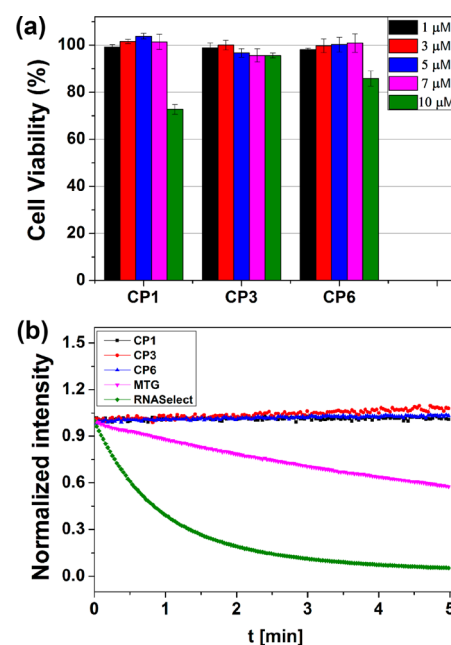 (a)
Cell Viability (%)
120
100
80
60
40
20
0
1 μM
3 μM
5 μM
7 μM
10 μM
CP1 CP3 CP6
(b)
Normalized intensity
1.5
1.2
0.9
0.6
0.3
0.0
CP1
CP3
CP6
MTG
RNASelect
0 1 2 3 4 5
t [min]